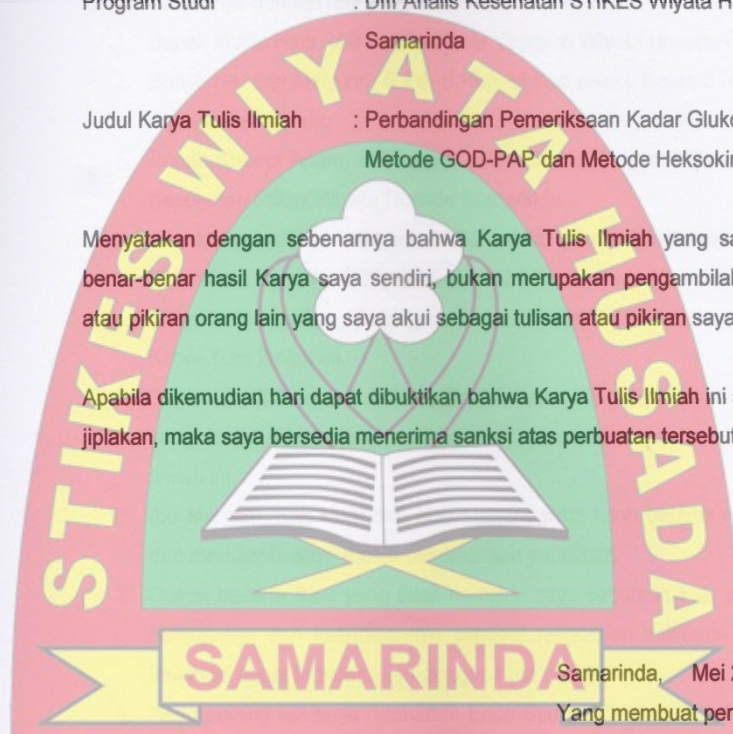 Program Studi : DIII Analis Kesehatan STIKES Wiyata H
Samarinda
Judul Karya Tulis Ilmiah : Perbandingan Pemeriksaan Kadar Gluko
Metode GOD-PAP dan Metode Heksokin
Menyatakan dengan sebenarnya bahwa Karya Tulis Ilmiah yang sa
benar-benar hasil Karya saya sendiri, bukan merupakan pengambilal
atau pikiran orang lain yang saya akui sebagai tulisan atau pikiran saya
Apabila dikemudian hari dapat dibuktikan bahwa Karya Tulis Ilmiah ini
jiplakan, maka saya bersedia menerima sanksi atas perbuatan tersebut
Samarinda, Mei 2
Yang membuat per
STIKES WIYATA HUSADA
SAMARINDA